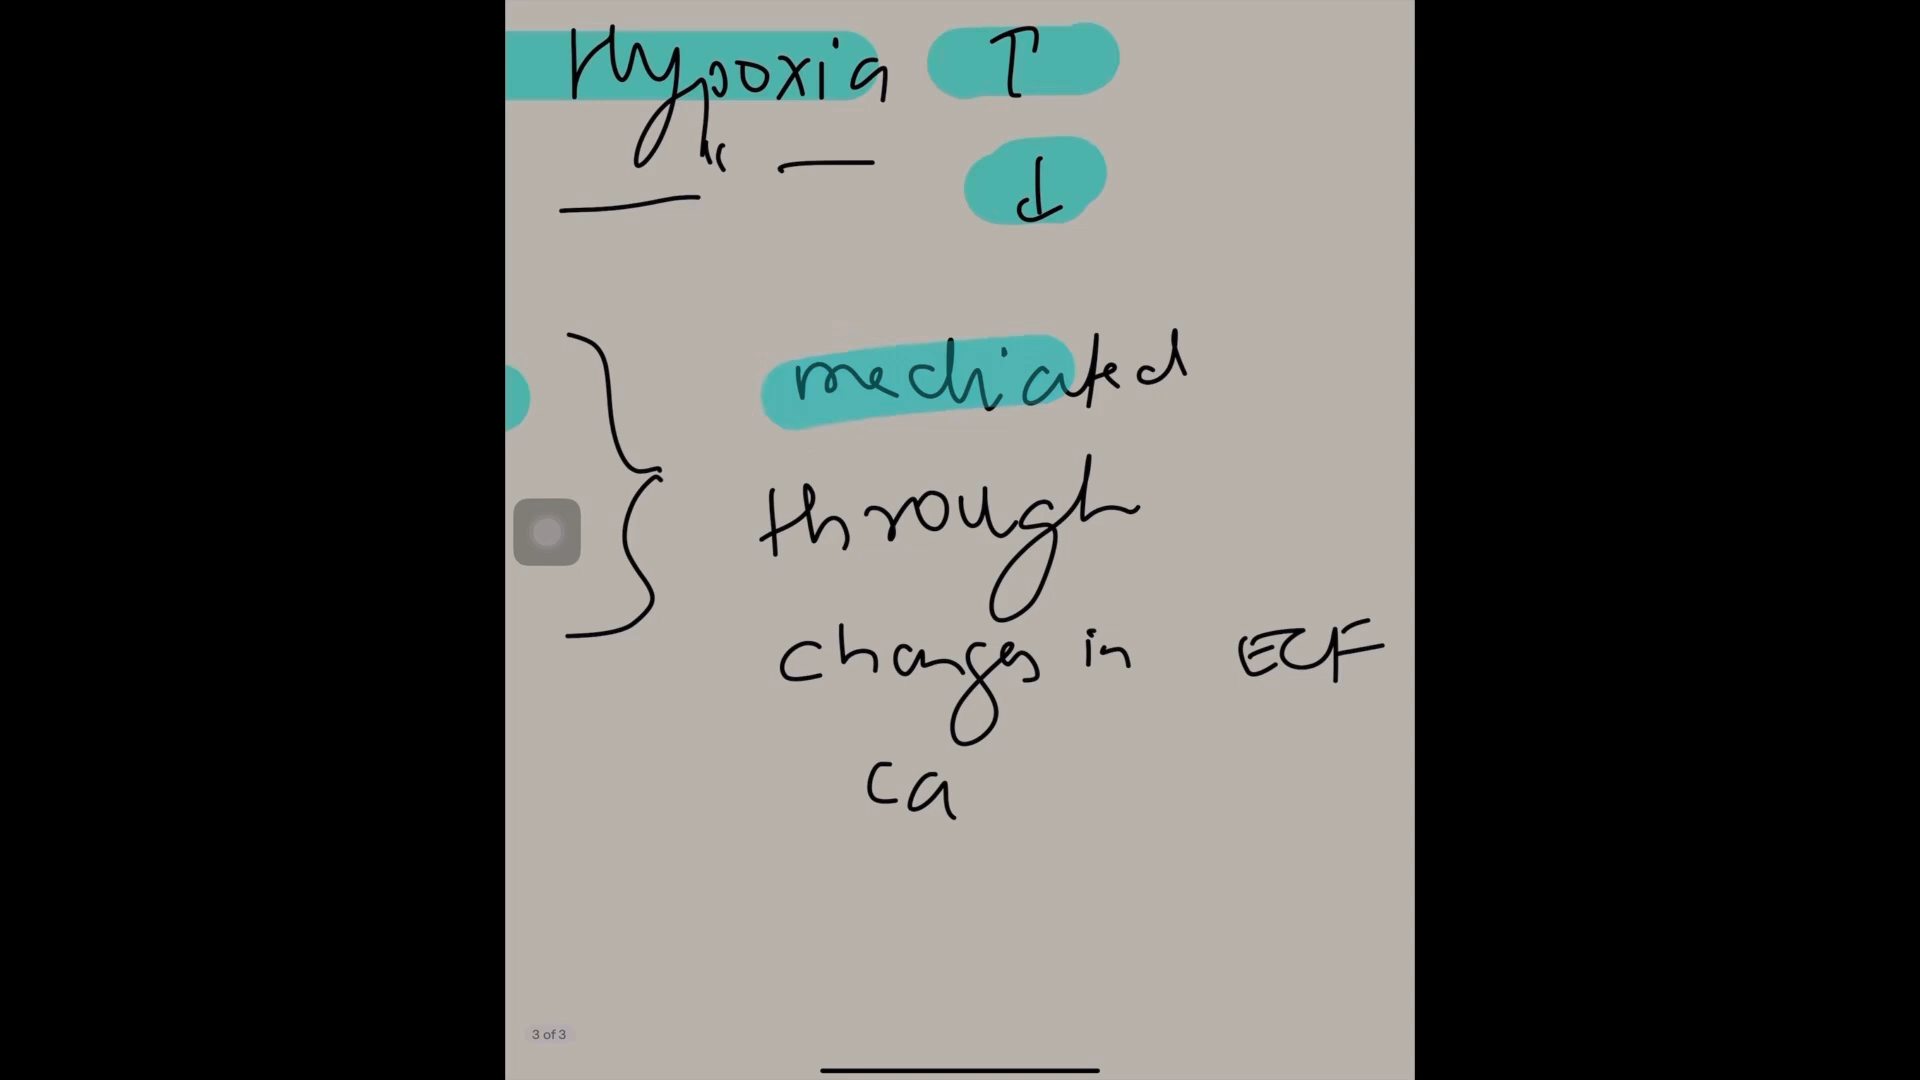 Hypoxia ↑
↓
mediated
through
changes in ECF
ca
3 of 3